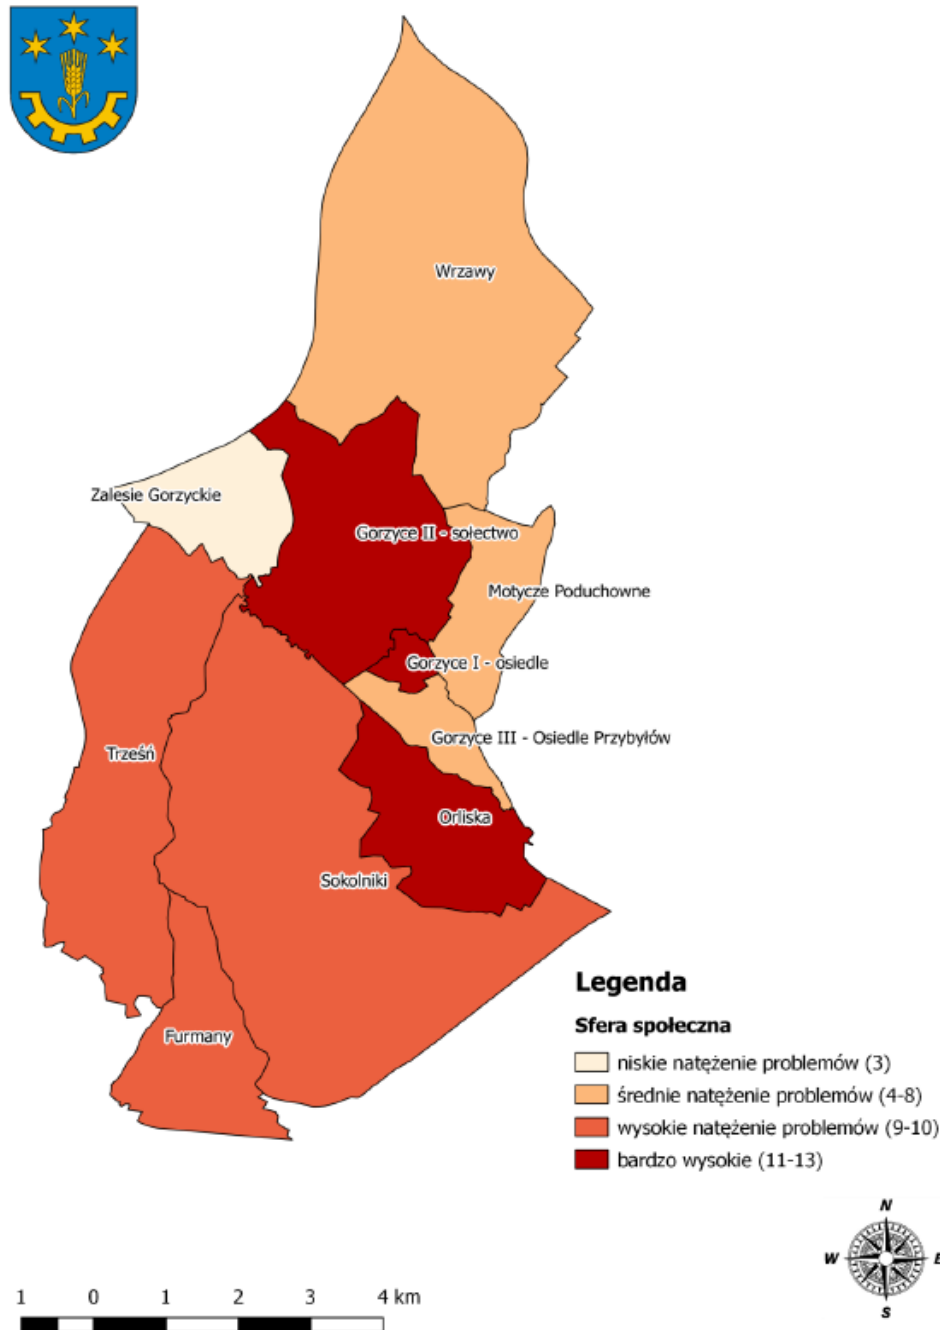 Wrzawy
Zalesie Gorzyckie
Gorzyce II - sołectwo
Motycze Poduchowne
Gorzyce I - osiedle
Gorzyce III - Osiedle Przybyłów
Trześń
Orliska
Sokolniki
Furmany
Legenda
Sfera społeczna
niskie natężenie problemów (3)
średnie natężenie problemów (4-8)
wysokie natężenie problemów (9-10)
bardzo wysokie (11-13)
N
W E
S
1 0 1 2 3 4 km